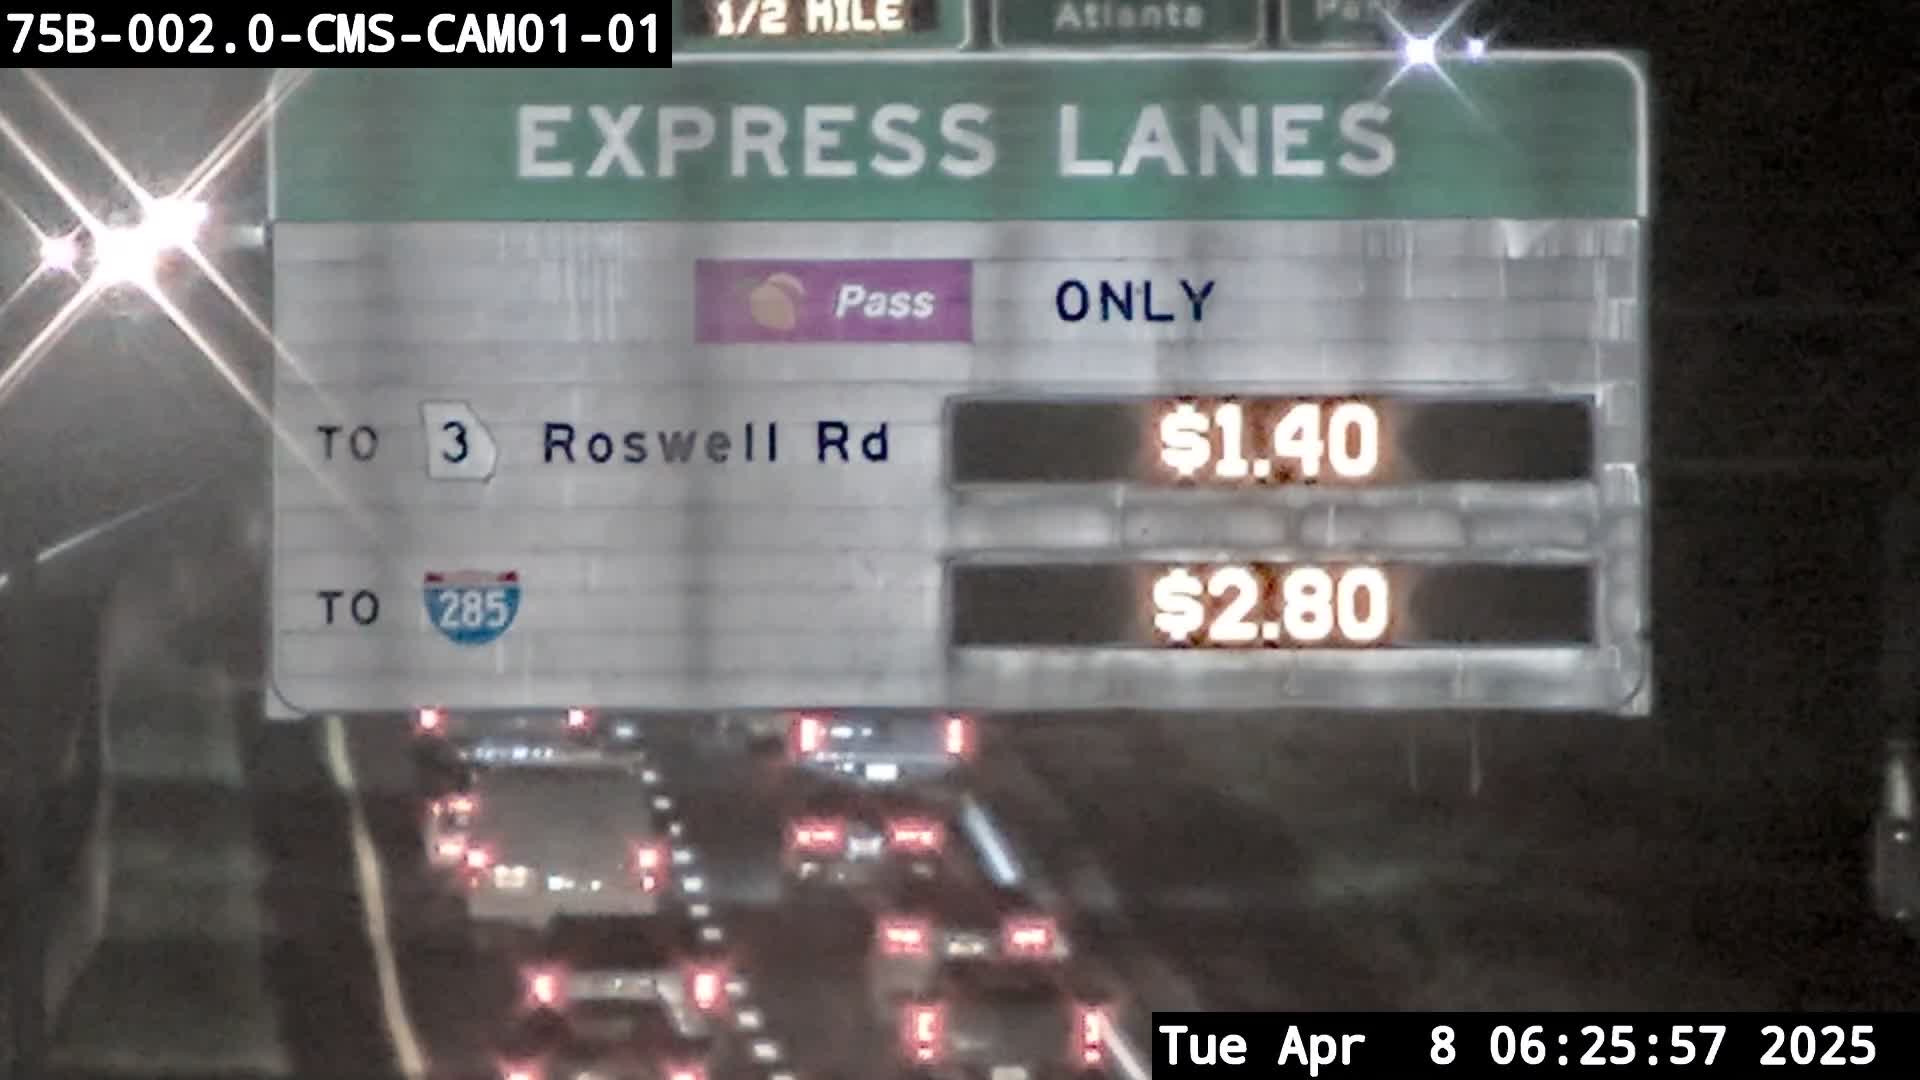 75B-002.0-CMS-CAM01-01
1/2 MILE
Atlanta
EXPRESS LANES
Pass ONLY
TO 3 Roswell Rd $1.40
TO 285 $2.80
Tue Apr 8 06:25:57 2025